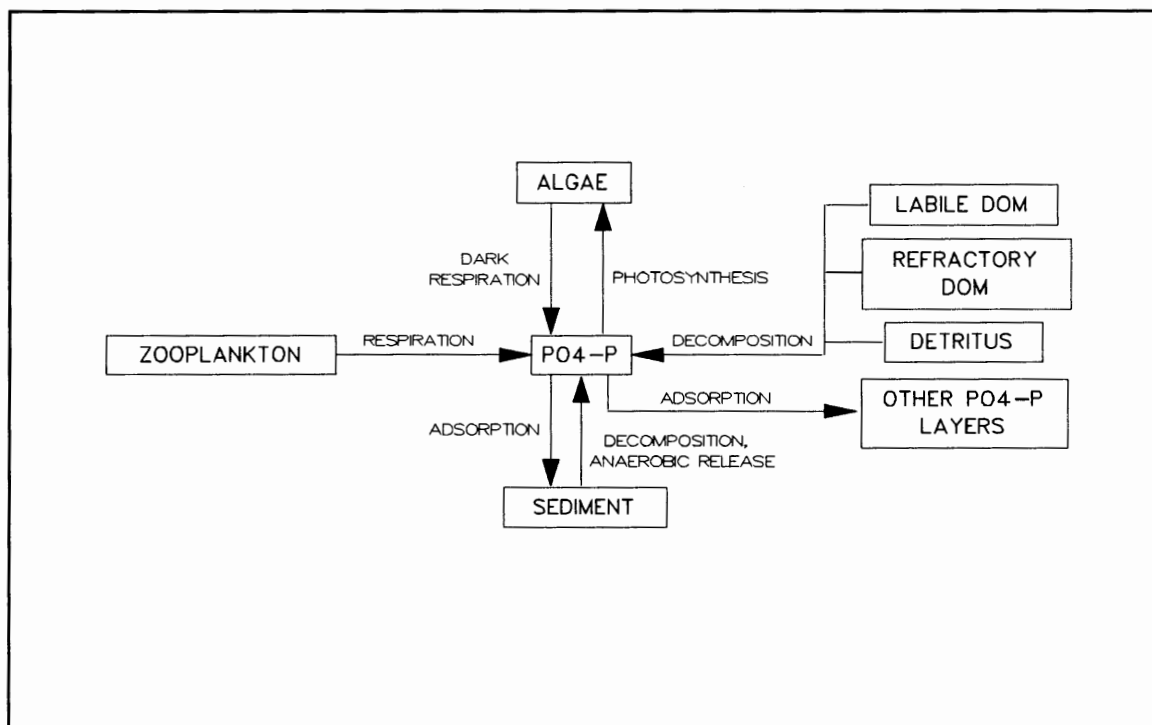 ALGAE
LABILE DOM
REFRACTORY
DOM
DARK
RESPIRATION
PHOTOSYNTHESIS
ZOOPLANKTON
RESPIRATION
PO4-P
DECOMPOSITION
DETRITUS
ADSORPTION
OTHER PO4-P
LAYERS
ADSORPTION
DECOMPOSITION,
ANAEROBIC RELEASE
SEDIMENT